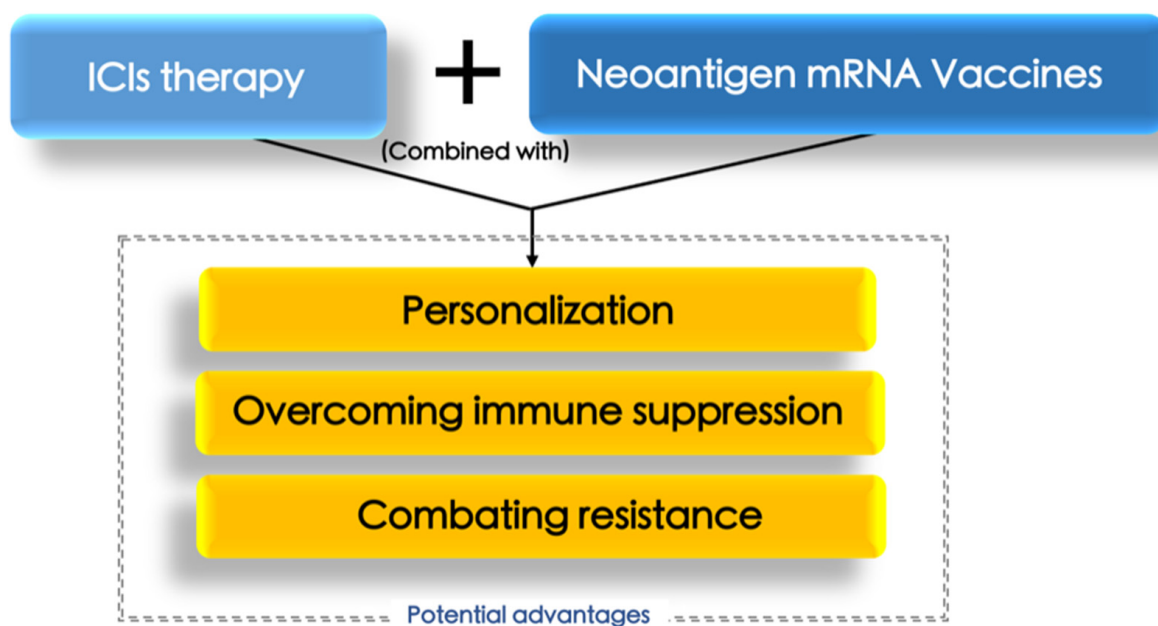 ICIs therapy
+
Neoantigen mRNA Vaccines
(Combined with)
Personalization
Overcoming immune suppression
Combating resistance
Potential advantages